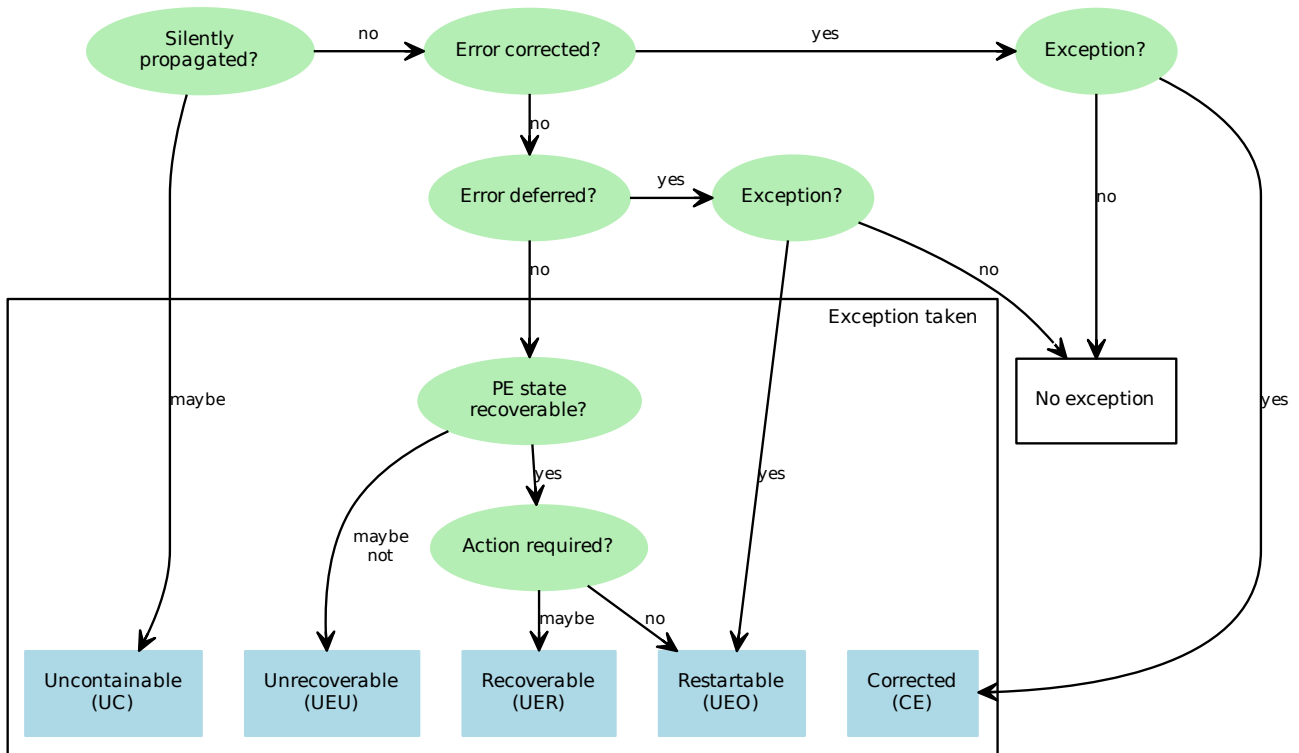 Silently
propagated?
no
Error corrected?
yes
Exception?
no
Error deferred?
yes
Exception?
no
no
no
Exception taken
PE state
recoverable?
No exception
maybe
yes
yes
yes
maybe
not
Action required?
maybe
no
Uncontainable
(UC)
Unrecoverable
(UEU)
Recoverable
(UER)
Restartable
(UEO)
Corrected
(CE)